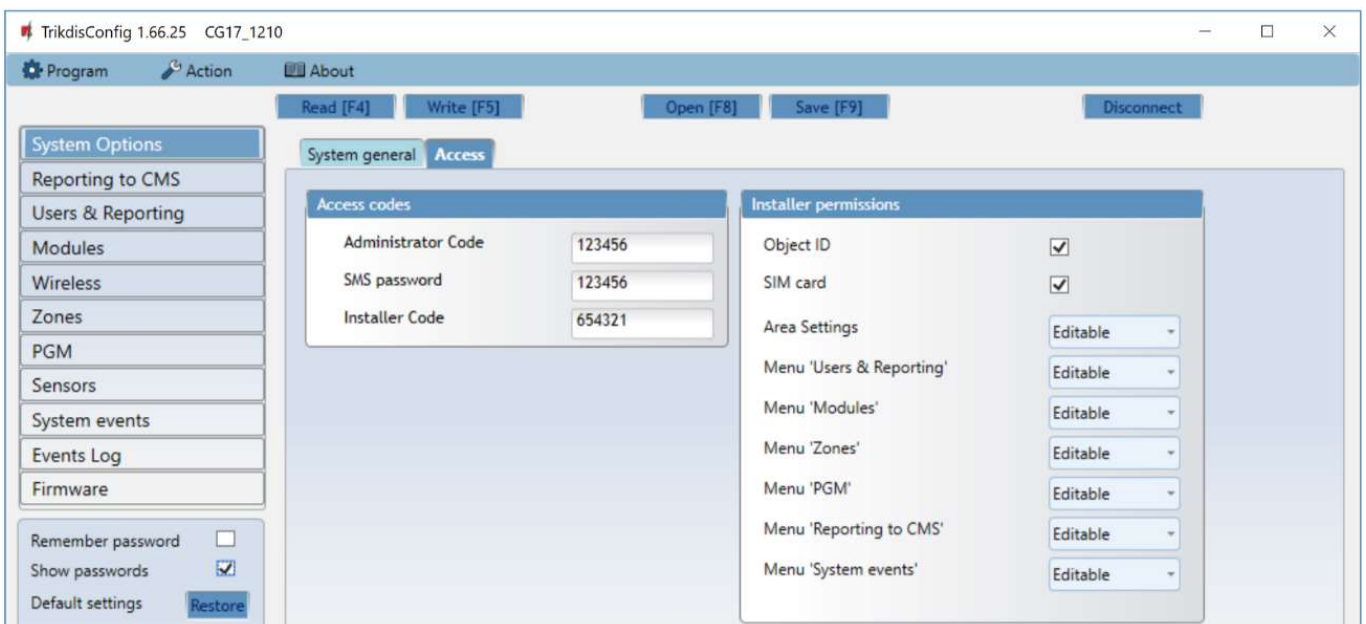 TrikdisConfig 1.66.25 CG17_1210
Program Action About
Read [F4] Write [F5] Open [F8] Save [F9] Disconnect
System Options
Reporting to CMS
Users & Reporting
Modules
Wireless
Zones
PGM
Sensors
System events
Events Log
Firmware
Remember password
Show passwords
Default settings Restore
System general Access
Access codes
Administrator Code 123456
SMS password 123456
Installer Code 654321
Installer permissions
Object ID
SIM card
Area Settings Editable
Menu 'Users & Reporting' Editable
Menu 'Modules' Editable
Menu 'Zones' Editable
Menu 'PGM' Editable
Menu 'Reporting to CMS' Editable
Menu 'System events' Editable